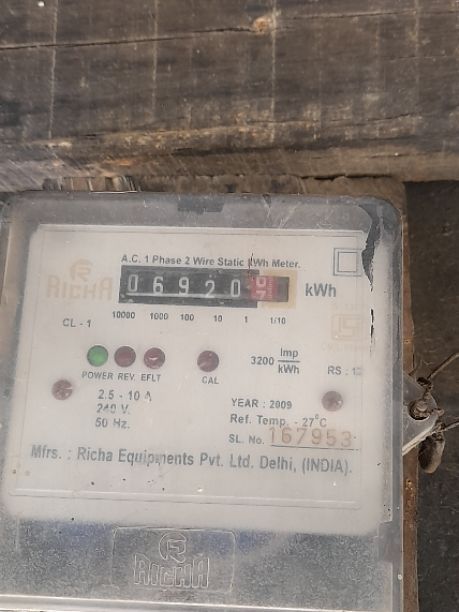 A.C. 1 Phase 2 Wire Static kWh Meter.
RICHA
06920 kWh
10000 1000 100 10 1 1/10
CL - 1
3200 Imp/kWh
POWER REV. EFLT CAL
RS :
2.5 - 10 A
240 V.
50 Hz.
YEAR : 2009
Ref. Temp. - 27°C
SL. No. 167953
Mfrs. : Richa Equipments Pvt. Ltd. Delhi, (INDIA).
RICHA